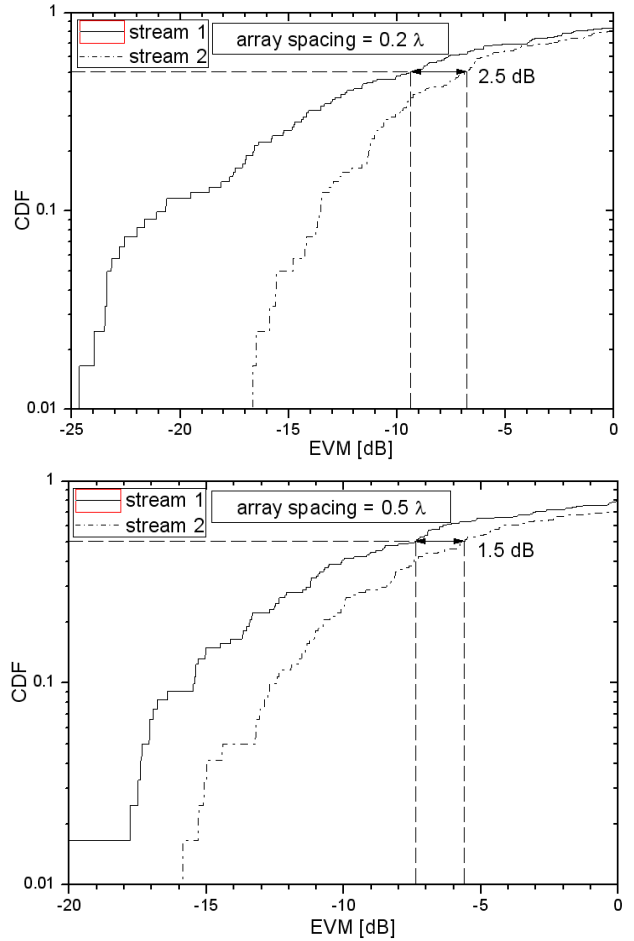 1
stream 1
stream 2
array spacing = 0.2 λ
2.5 dB
CDF
0.1
0.01
-25
-20
-15
-10
-5
0
EVM [dB]
1
stream 1
stream 2
array spacing = 0.5 λ
1.5 dB
CDF
0.1
0.01
-20
-15
-10
-5
0
EVM [dB]